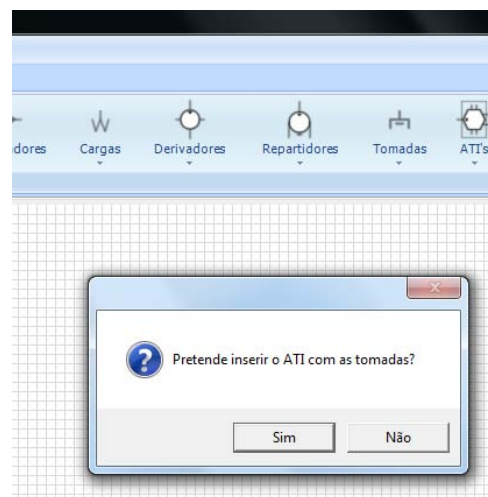 dores Cargas Derivadores Repartidores Tomadas ATI's
Pretende inserir o ATI com as tomadas?
Sim Não